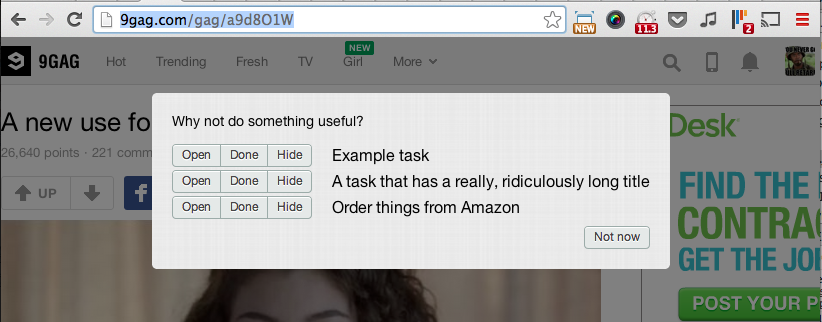 9gag.com/gag/a9d8O1W
NEW
11.3
2
9GAG
Hot
Trending
Fresh
TV
Girl
NEW
More
A new use fo
26,640 points · 221 comm
UP
Why not do something useful?
Open Done Hide Example task
Open Done Hide A task that has a really, ridiculously long title
Open Done Hide Order things from Amazon
Not now
Desk
FIND THE
CONTRAC
GET THE JO
POST YOUR P